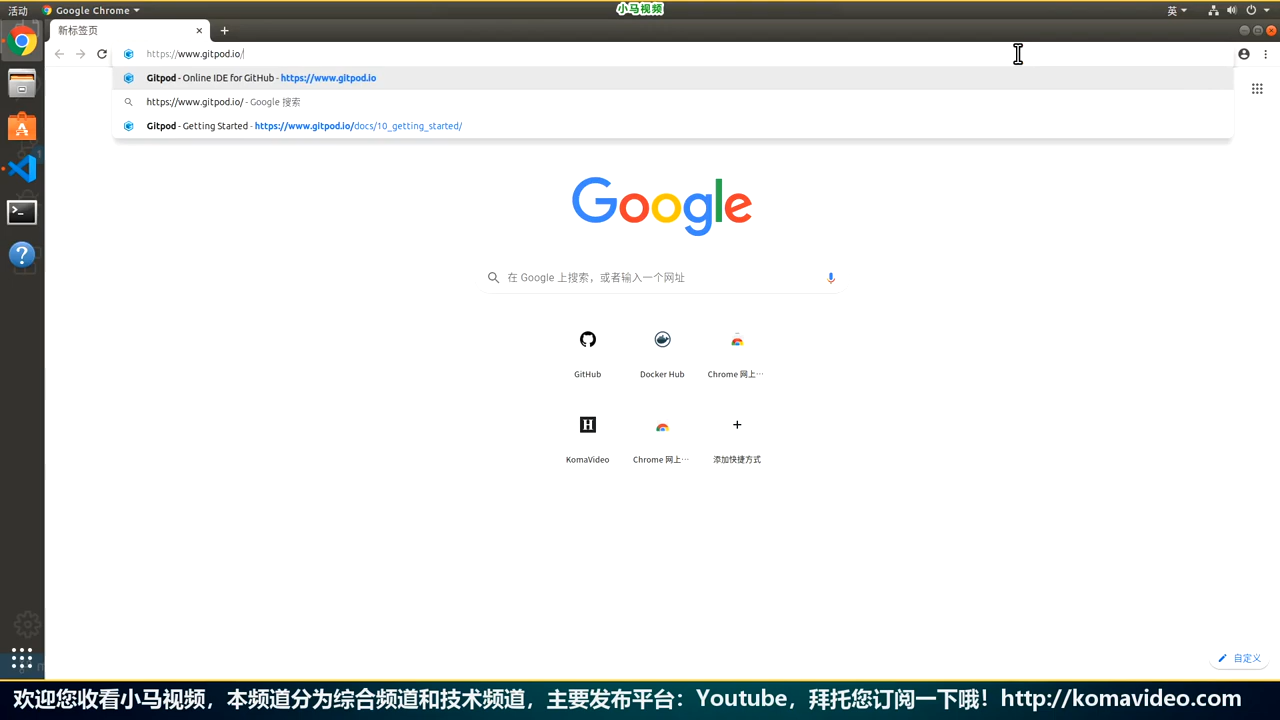 活动
Google Chrome
小马视频
英
新标签页
https://www.gitpod.io/
Gitpod - Online IDE for GitHub - https://www.gitpod.io
https://www.gitpod.io/ - Google 搜索
Gitpod - Getting Started - https://www.gitpod.io/docs/10_getting_started/
Google
在 Google 上搜索，或者输入一个网址
GitHub
Docker Hub
Chrome 网上…
H
KomaVideo
Chrome 网上…
添加快捷方式
自定义
欢迎您收看小马视频，本频道分为综合频道和技术频道，主要发布平台：Youtube，拜托您订阅一下哦！http://komavideo.com